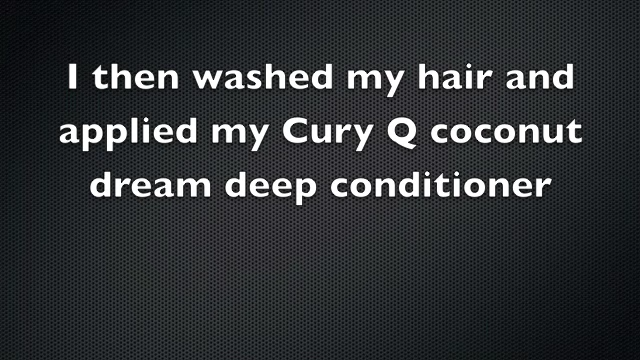 I then washed my hair and
applied my Cury Q coconut
dream deep conditioner